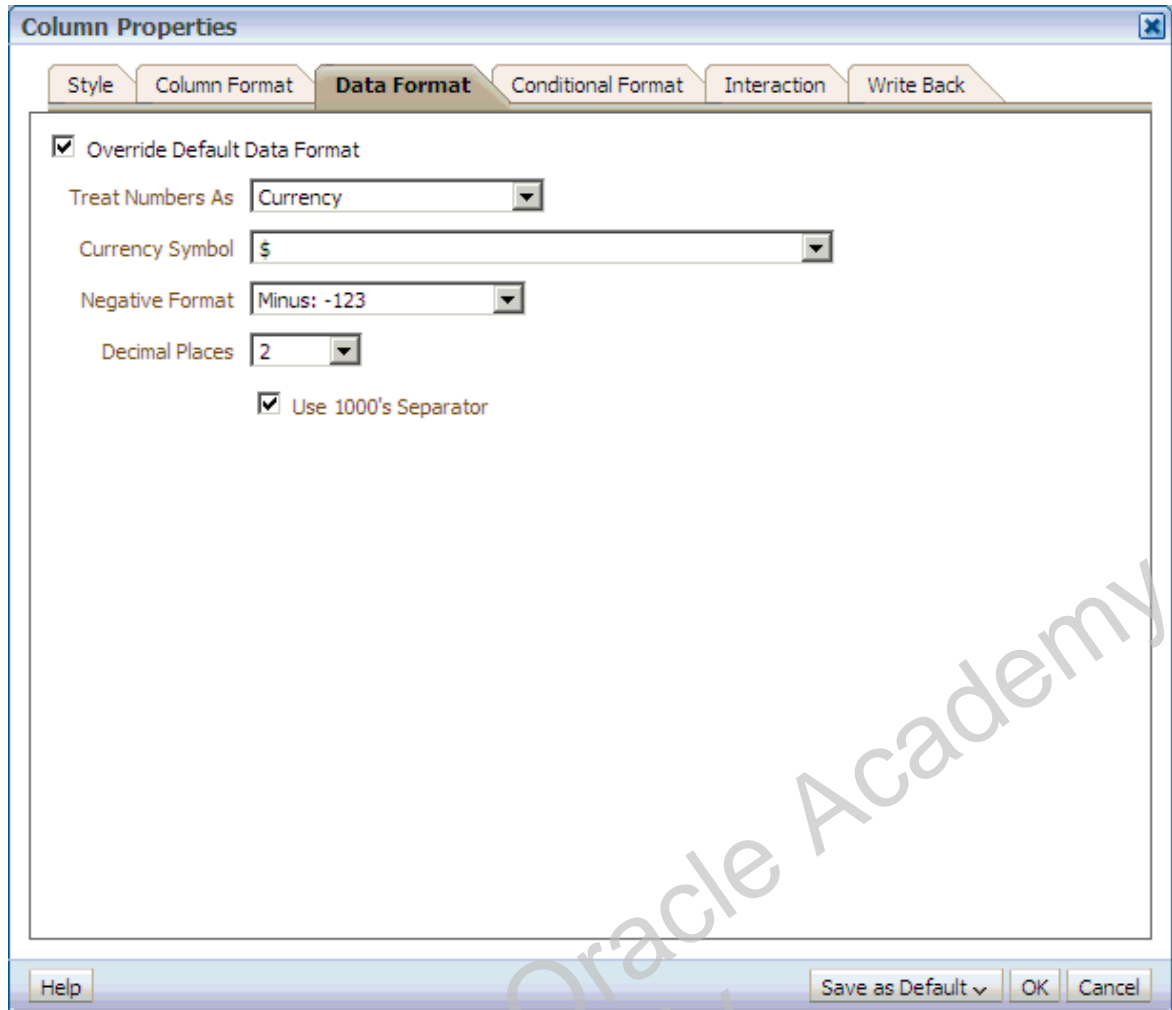 Column Properties
Style Column Format Data Format Conditional Format Interaction Write Back
Override Default Data Format
Treat Numbers As Currency
Currency Symbol $
Negative Format Minus: -123
Decimal Places 2
Use 1000's Separator
Oracle Academy
Help Save as Default OK Cancel